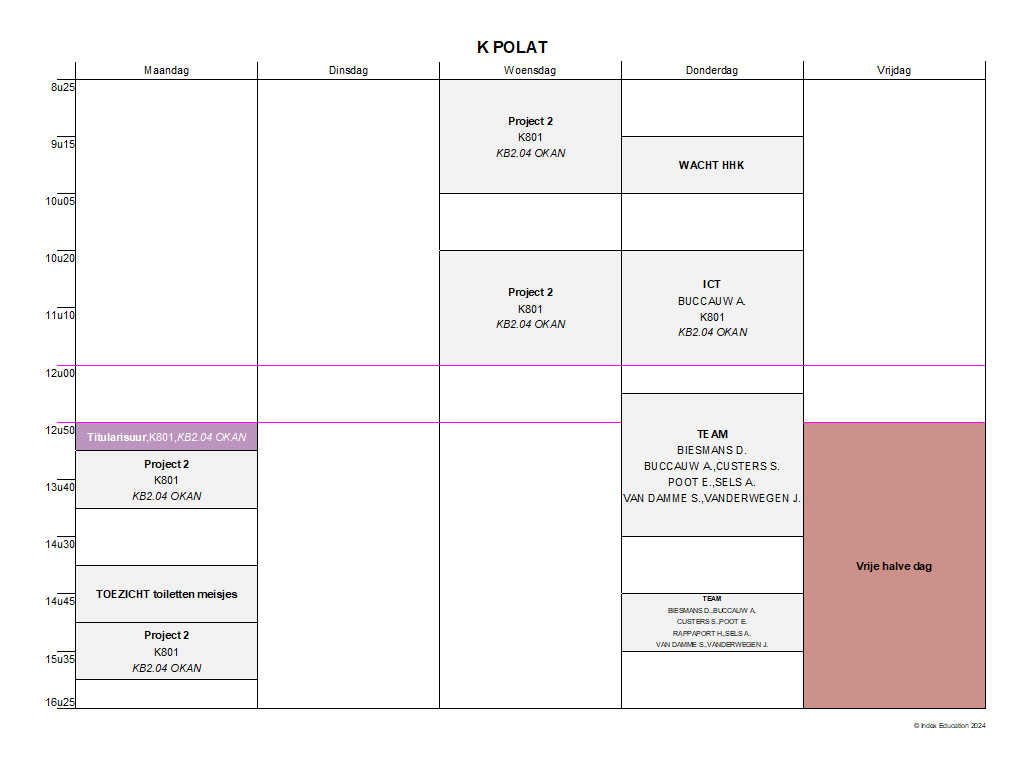 K POLAT
Maandag
Dinsdag
Woensdag
Donderdag
Vrijdag
8u25
9u15
10u05
10u20
11u10
12u00
12u50
13u40
14u30
14u45
15u35
16u25
Titularisuur,K801,KB2.04 OKAN
Project 2
K801
KB2.04 OKAN
TOEZICHT toiletten meisjes
Project 2
K801
KB2.04 OKAN
Project 2
K801
KB2.04 OKAN
Project 2
K801
KB2.04 OKAN
WACHT HHK
ICT
BUCCAUW A.
K801
KB2.04 OKAN
TEAM
BIESMANS D.
BUCCAUW A.,CUSTERS S.
POOT E.,SELS A.
VAN DAMME S.,VANDERWEGEN J.
TEAM
BIESMANS D.,BUCCAUW A.
CUSTERS S.,POOT E.
RAPPAPORT H.,SELS A.
VAN DAMME S.,VANDERWEGEN J.
Vrije halve dag
© Index Education 2024